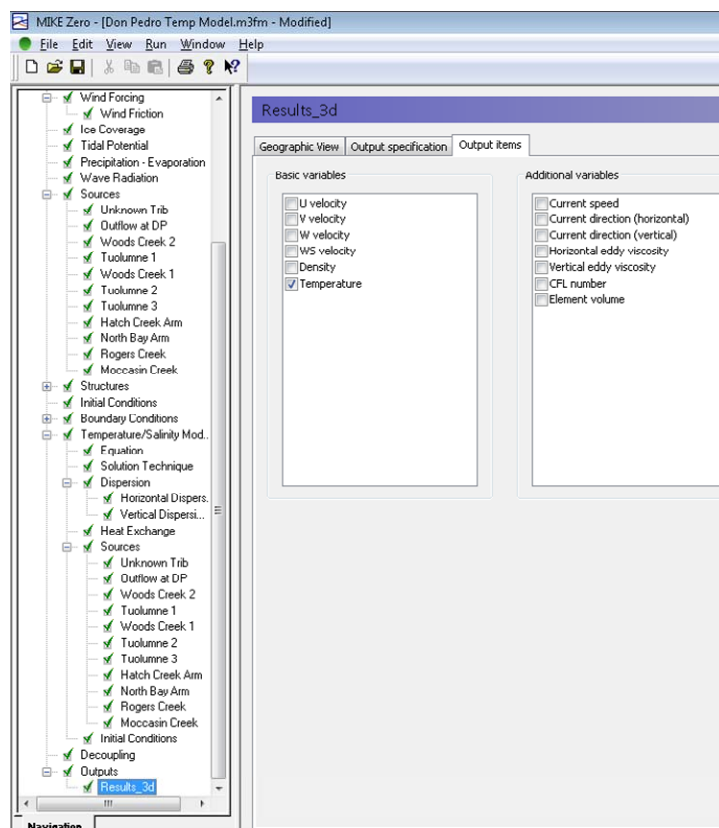 MIKE Zero - [Don Pedro Temp Model.m3fm - Modified]
File Edit View Run Window Help
Wind Forcing
Wind Friction
Ice Coverage
Tidal Potential
Precipitation - Evaporation
Wave Radiation
Sources
Unknown Trib
Outflow at DP
Woods Creek 2
Tuolumne 1
Woods Creek 1
Tuolumne 2
Tuolumne 3
Hatch Creek Arm
North Bay Arm
Rogers Creek
Moccasin Creek
Structures
Initial Conditions
Boundary Conditions
Temperature/Salinity Mod..
Equation
Solution Technique
Dispersion
Horizontal Dispers.
Vertical Dispersi...
Heat Exchange
Sources
Unknown Trib
Outflow at DP
Woods Creek 2
Tuolumne 1
Woods Creek 1
Tuolumne 2
Tuolumne 3
Hatch Creek Arm
North Bay Arm
Rogers Creek
Moccasin Creek
Initial Conditions
Decoupling
Outputs
Results_3d
Navigation
Results_3d
Geographic View Output specification Output items
Basic variables
U velocity
V velocity
W velocity
WS velocity
Density
Temperature
Additional variables
Current speed
Current direction (horizontal)
Current direction (vertical)
Horizontal eddy viscosity
Vertical eddy viscosity
CFL number
Element volume